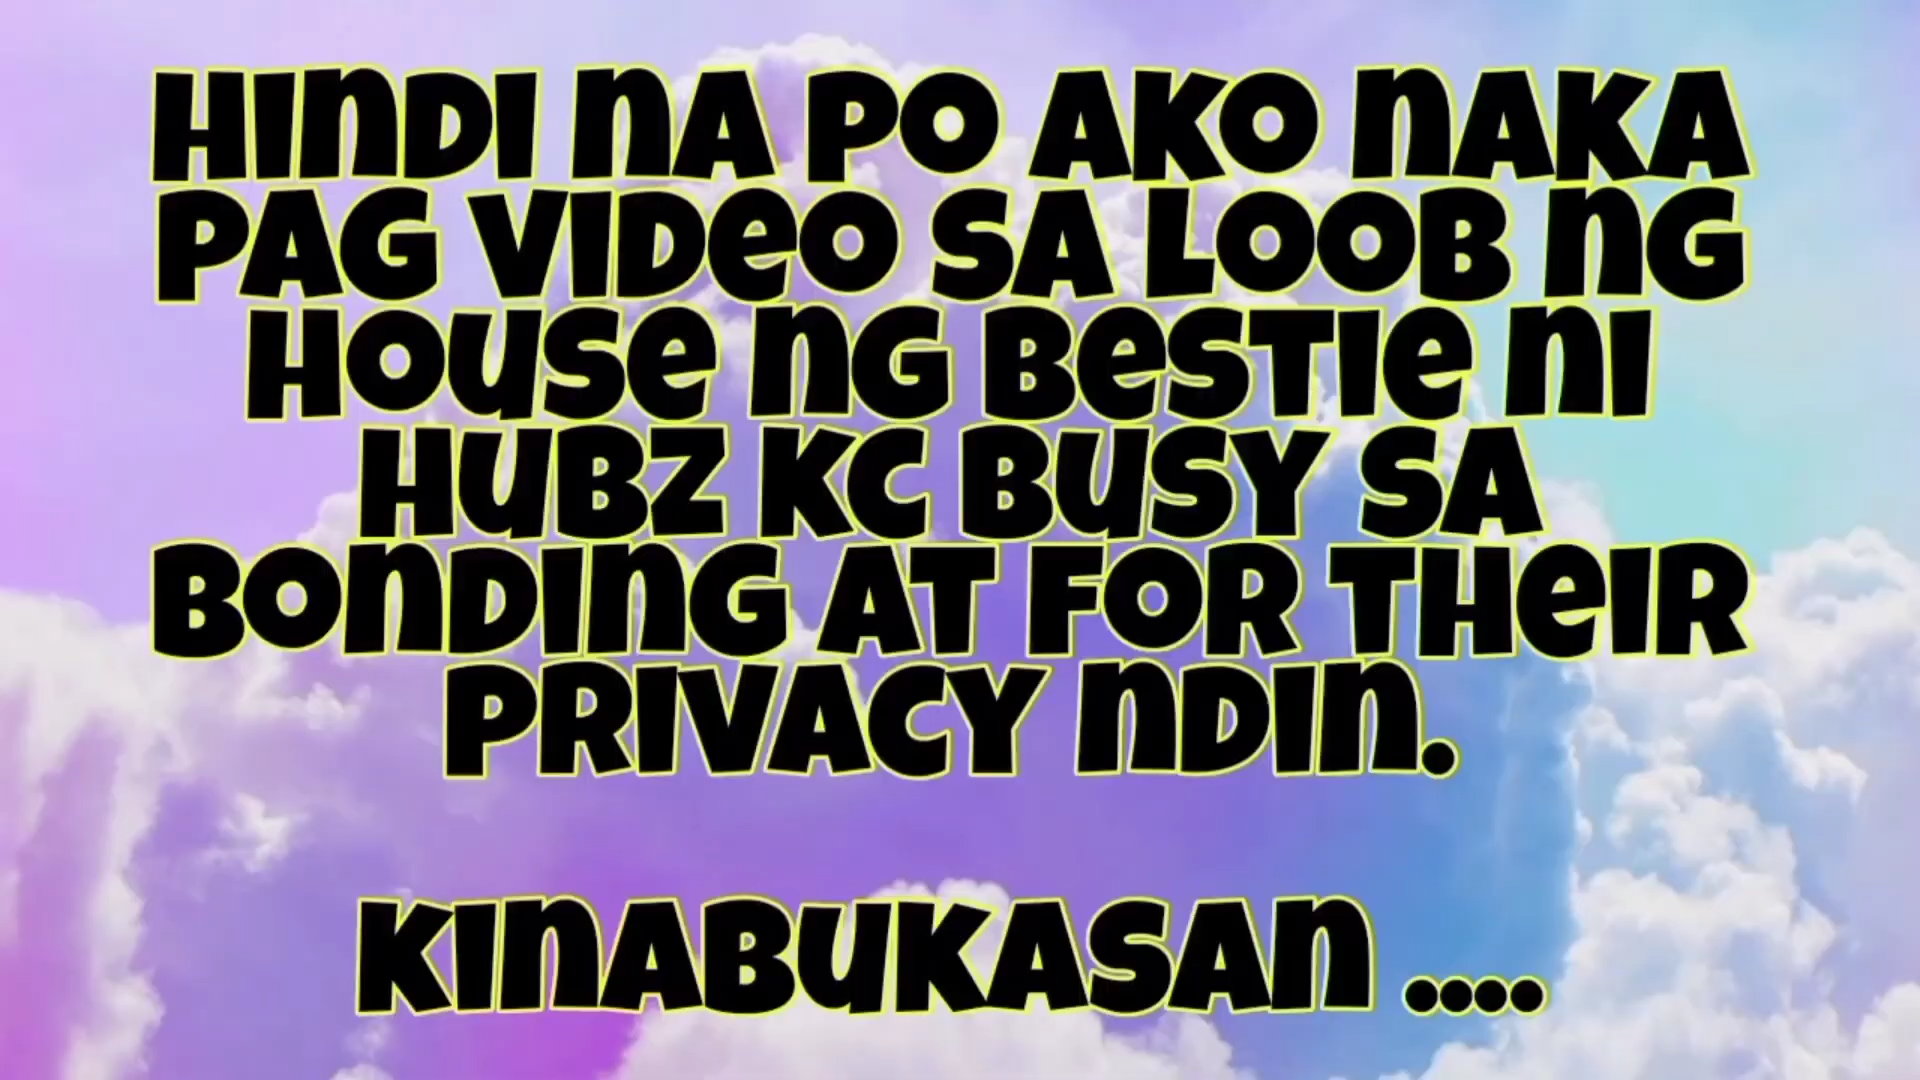 HINDI NA PO AKO NAKA
PAG VIDEO SA LOOB NG
HOUSE NG BESTIE NI
HUBZ KC BUSY SA
BONDING AT FOR THEIR
PRIVACY NDIN.
KINABUKASAN ....